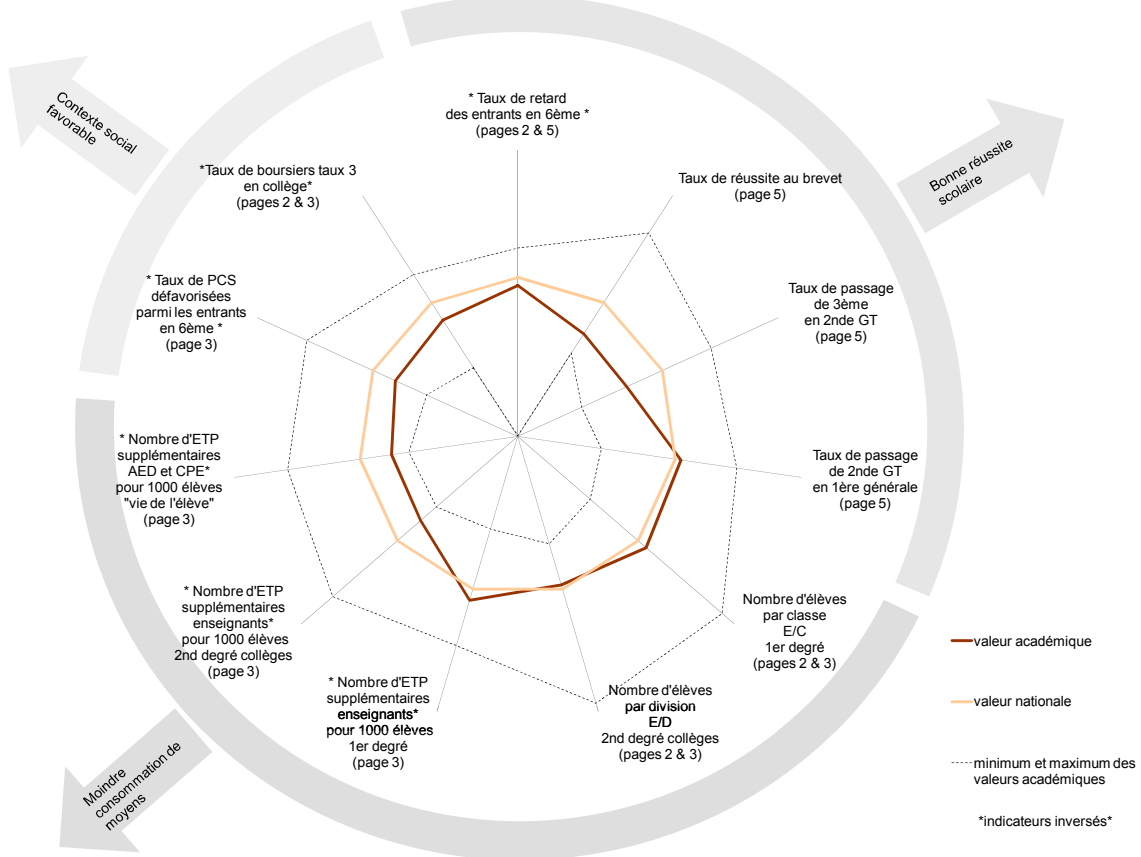 Contexte social
favorable
* Taux de retard
des entrants en 6ème *
(pages 2 & 5)
Bonne réussite
scolaire
*Taux de boursiers taux 3
en collège*
(pages 2 & 3)
Taux de réussite au brevet
(page 5)
* Taux de PCS
défavorisées
parmi les entrants
en 6ème *
(page 3)
Taux de passage
de 3ème
en 2nde GT
(page 5)
* Nombre d'ETP
supplémentaires
AED et CPE*
pour 1000 élèves
"vie de l'élève"
(page 3)
Taux de passage
de 2nde GT
en 1ère générale
(page 5)
* Nombre d'ETP
supplémentaires
enseignants*
pour 1000 élèves
2nd degré collèges
(page 3)
Nombre d'élèves
par classe
E/C
1er degré
(pages 2 & 3)
* Nombre d'ETP
supplémentaires
enseignants*
pour 1000 élèves
1er degré
(page 3)
Nombre d'élèves
par division
E/D
2nd degré collèges
(pages 2 & 3)
Moindre
consommation de
moyens
valeur académique
valeur nationale
minimum et maximum des
valeurs académiques
*indicateurs inversés*